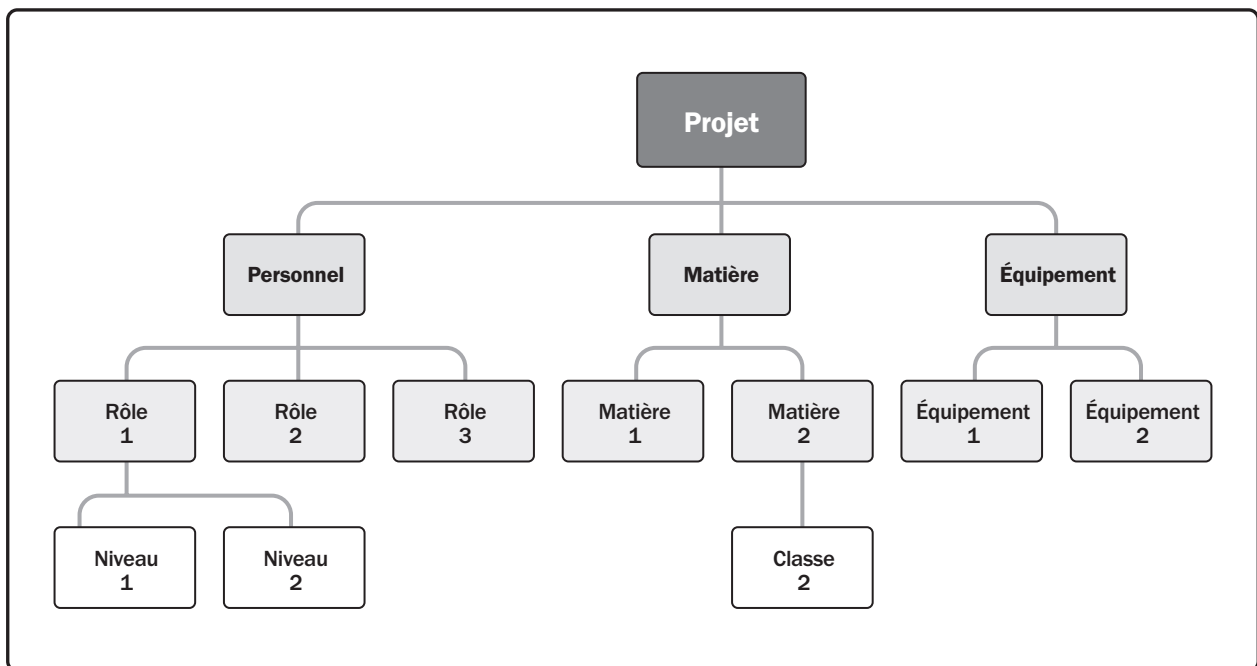 Projet
Personnel
Matière
Équipement
Rôle
1
Rôle
2
Rôle
3
Matière
1
Matière
2
Équipement
1
Équipement
2
Niveau
1
Niveau
2
Classe
2